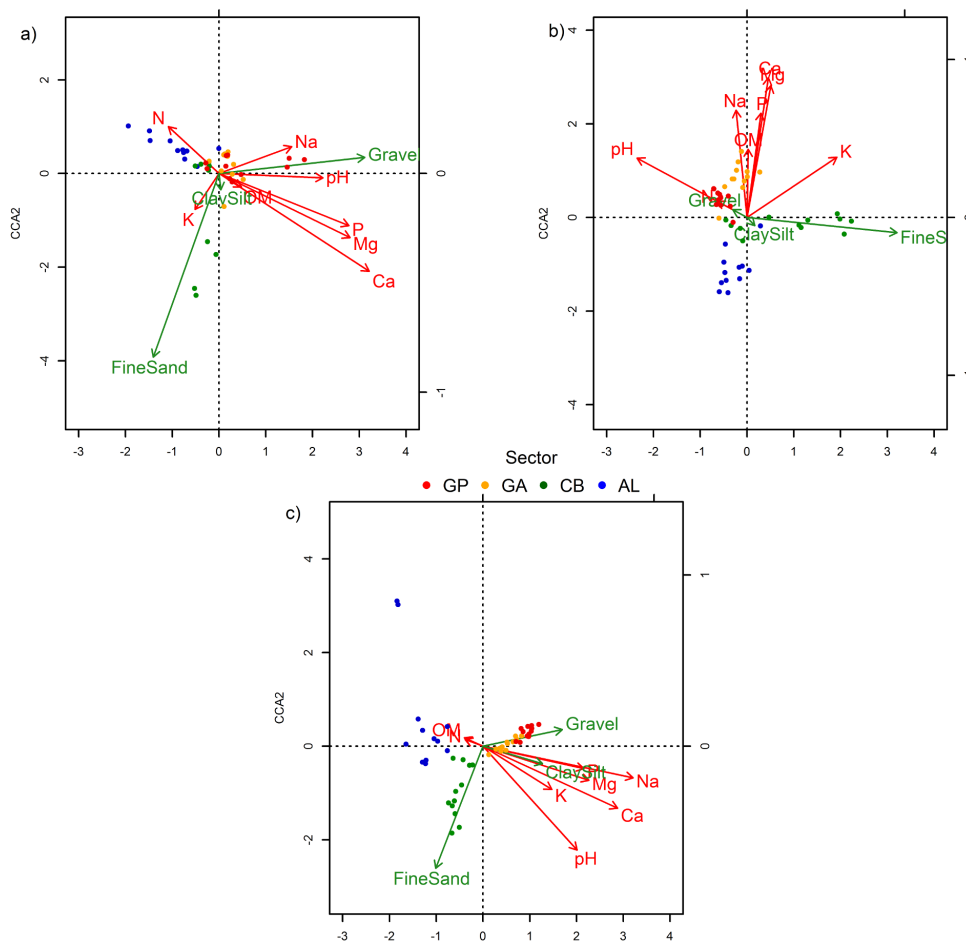 a)
N
Na
Gravel
pH
ClaySilt
OM
K
P
Mg
Ca
FineSand
CCA2
2
0
-2
-4
0
-1
-3 -2 -1 0 1 2 3 4
b)
Ca
Mg
Na
P
OM
pH
K
Gravel
ClaySilt
FineS
CCA2
4
2
0
-2
-4
-3 -2 -1 0 1 2 3 4
Sector
GP GA CB AL
c)
OM
N
Gravel
ClaySilt
P
Mg
Na
K
Ca
pH
FineSand
CCA2
4
2
0
-2
1
0
-3 -2 -1 0 1 2 3 4